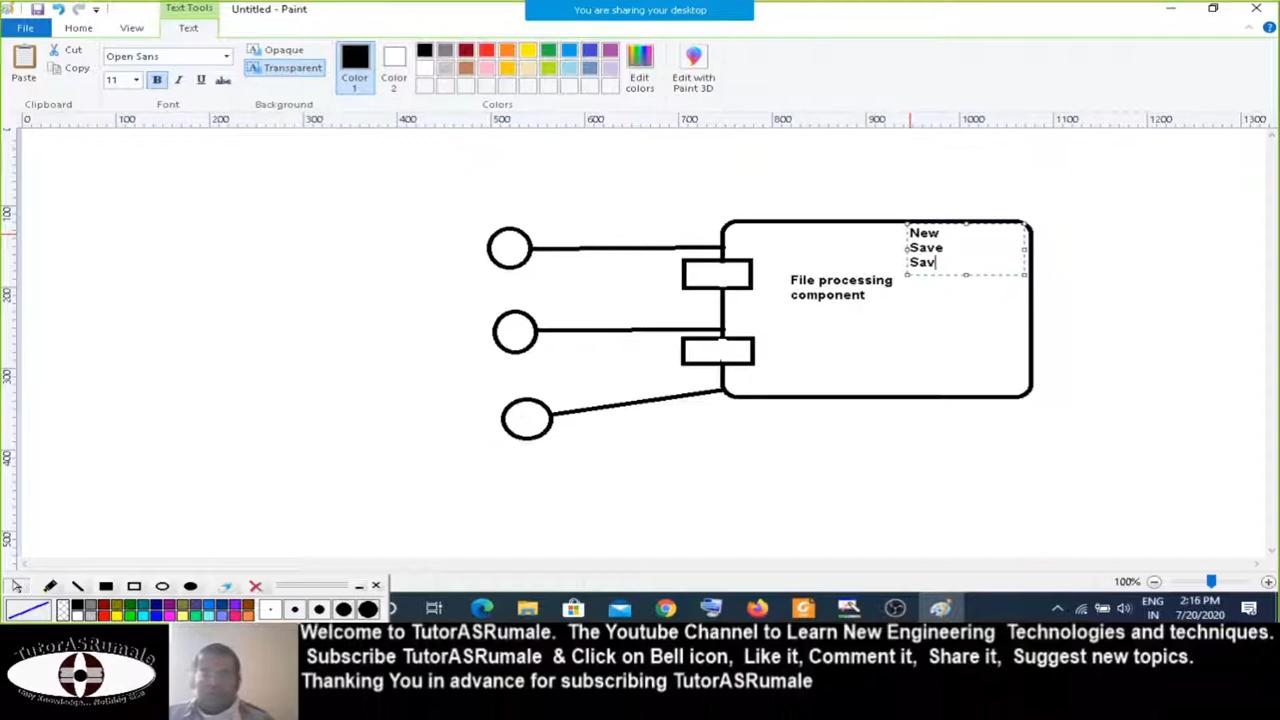 Text Tools
Untitled - Paint
You are sharing your desktop
File
Home
View
Text
Paste
Cut
Copy
Clipboard
Open Sans
11
B
I
U
abc
Font
Opaque
Transparent
Background
Color 1
Color 2
Edit colors
Edit with Paint 3D
Colors
0 100 200 300 400 500 600 700 800 900 1000 1100 1200 1300
100
200
300
400
500
New
Save
Sav
File processing
component
100%
ENG
IN
2:16 PM
7/20/2020
TutorASRumale
Welcome to TutorASRumale. The Youtube Channel to Learn New Engineering Technologies and techniques.
Subscribe TutorASRumale & Click on Bell icon, Like it, Comment it, Share it, Suggest new topics.
Thanking You in advance for subscribing TutorASRumale